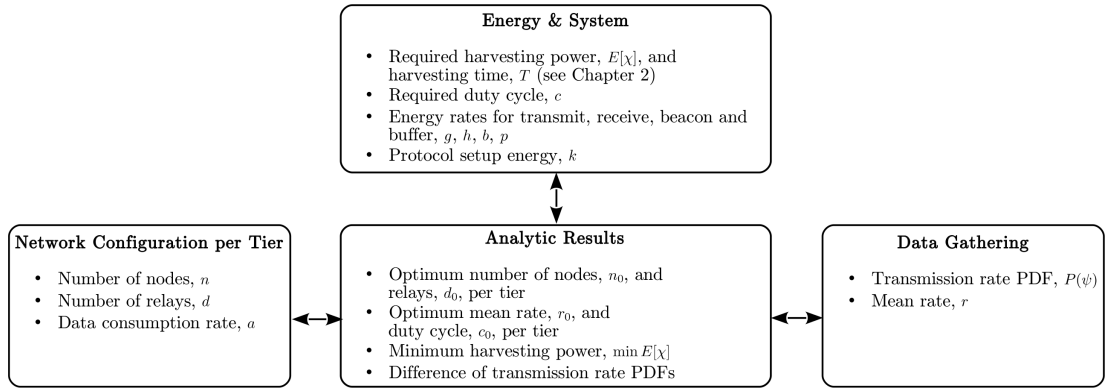 Energy & System
• Required harvesting power, E[χ], and
harvesting time, T (see Chapter 2)
• Required duty cycle, c
• Energy rates for transmit, receive, beacon and
buffer, g, h, b, p
• Protocol setup energy, k
Network Configuration per Tier
• Number of nodes, n
• Number of relays, d
• Data consumption rate, a
Analytic Results
• Optimum number of nodes, n₀, and
relays, d₀, per tier
• Optimum mean rate, r₀, and
duty cycle, c₀, per tier
• Minimum harvesting power, min E[χ]
• Difference of transmission rate PDFs
Data Gathering
• Transmission rate PDF, P(ψ)
• Mean rate, r